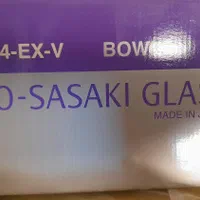 4-EX-V BOW
O-SASAKI GLAS
MADE IN J